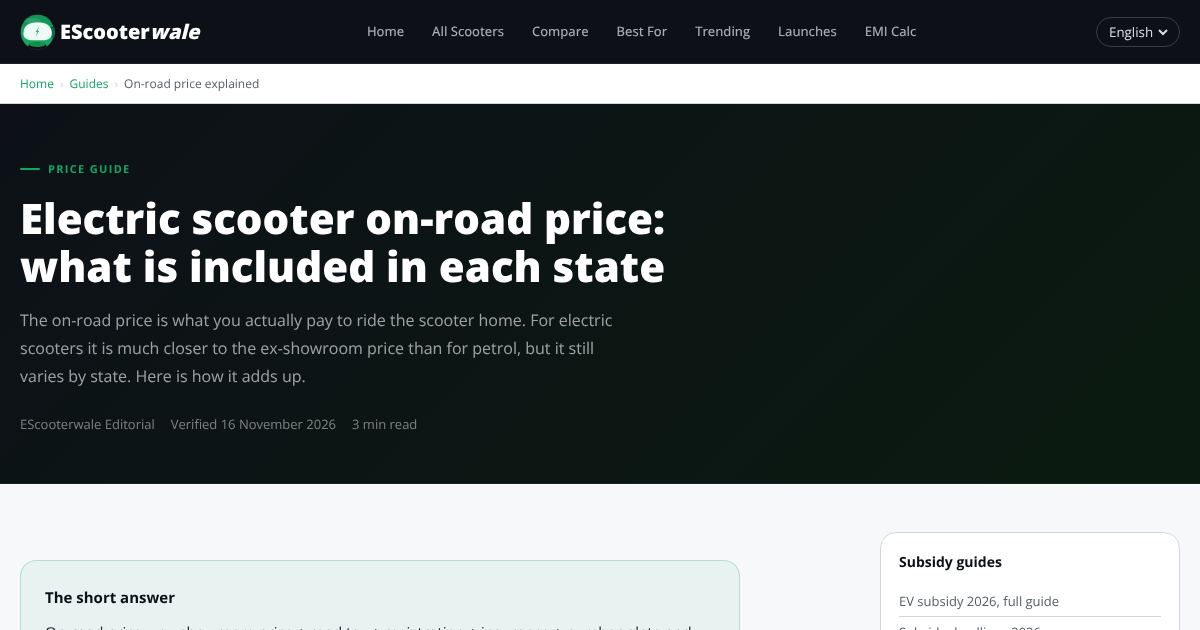 EScooterwale
Home All Scooters Compare Best For Trending Launches EMI Calc
English
Home › Guides › On-road price explained
PRICE GUIDE
Electric scooter on-road price:
what is included in each state
The on-road price is what you actually pay to ride the scooter home. For electric
scooters it is much closer to the ex-showroom price than for petrol, but it still
varies by state. Here is how it adds up.
EScooterwale Editorial Verified 16 November 2026 3 min read
Subsidy guides
The short answer
EV subsidy 2026, full guide